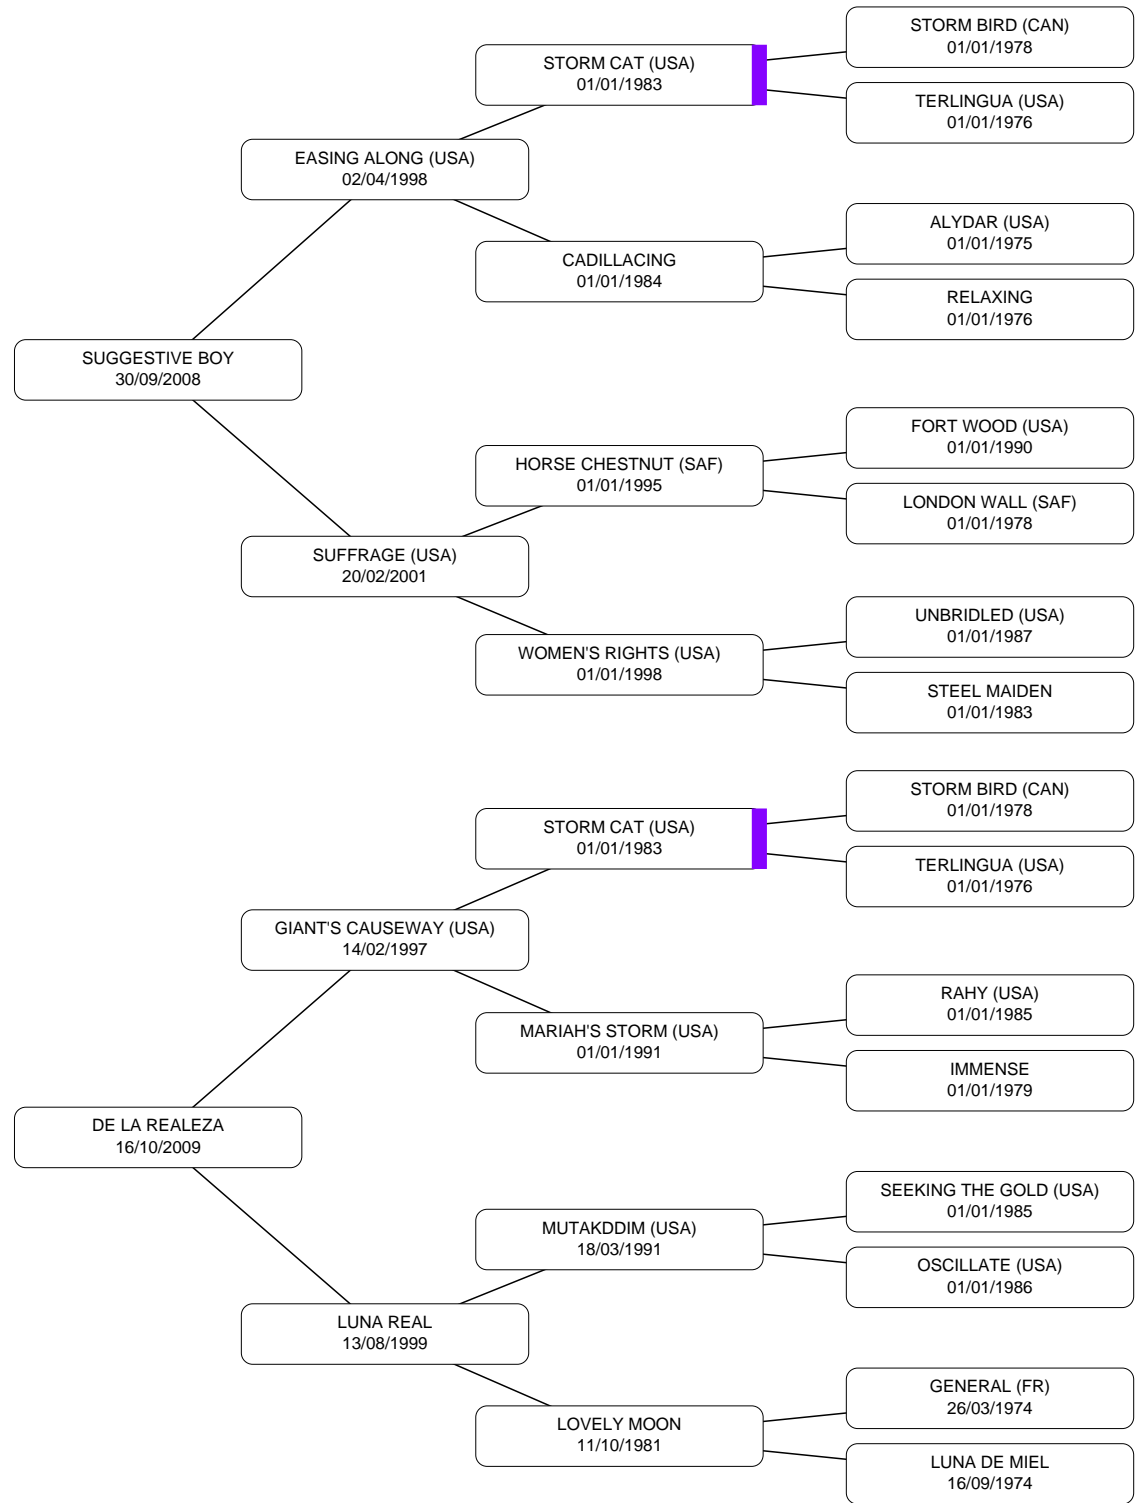 STORM BIRD (CAN)
01/01/1978
STORM CAT (USA)
01/01/1983
TERLINGUA (USA)
01/01/1976
EASING ALONG (USA)
02/04/1998
ALYDAR (USA)
01/01/1975
CADILLACING
01/01/1984
RELAXING
01/01/1976
SUGGESTIVE BOY
30/09/2008
FORT WOOD (USA)
01/01/1990
HORSE CHESTNUT (SAF)
01/01/1995
LONDON WALL (SAF)
01/01/1978
SUFFRAGE (USA)
20/02/2001
UNBRIDLED (USA)
01/01/1987
WOMEN'S RIGHTS (USA)
01/01/1998
STEEL MAIDEN
01/01/1983
STORM BIRD (CAN)
01/01/1978
STORM CAT (USA)
01/01/1983
TERLINGUA (USA)
01/01/1976
GIANT'S CAUSEWAY (USA)
14/02/1997
RAHY (USA)
01/01/1985
MARIAH'S STORM (USA)
01/01/1991
IMMENSE
01/01/1979
DE LA REALEZA
16/10/2009
SEEKING THE GOLD (USA)
01/01/1985
MUTAKDDIM (USA)
18/03/1991
OSCILLATE (USA)
01/01/1986
LUNA REAL
13/08/1999
GENERAL (FR)
26/03/1974
LOVELY MOON
11/10/1981
LUNA DE MIEL
16/09/1974